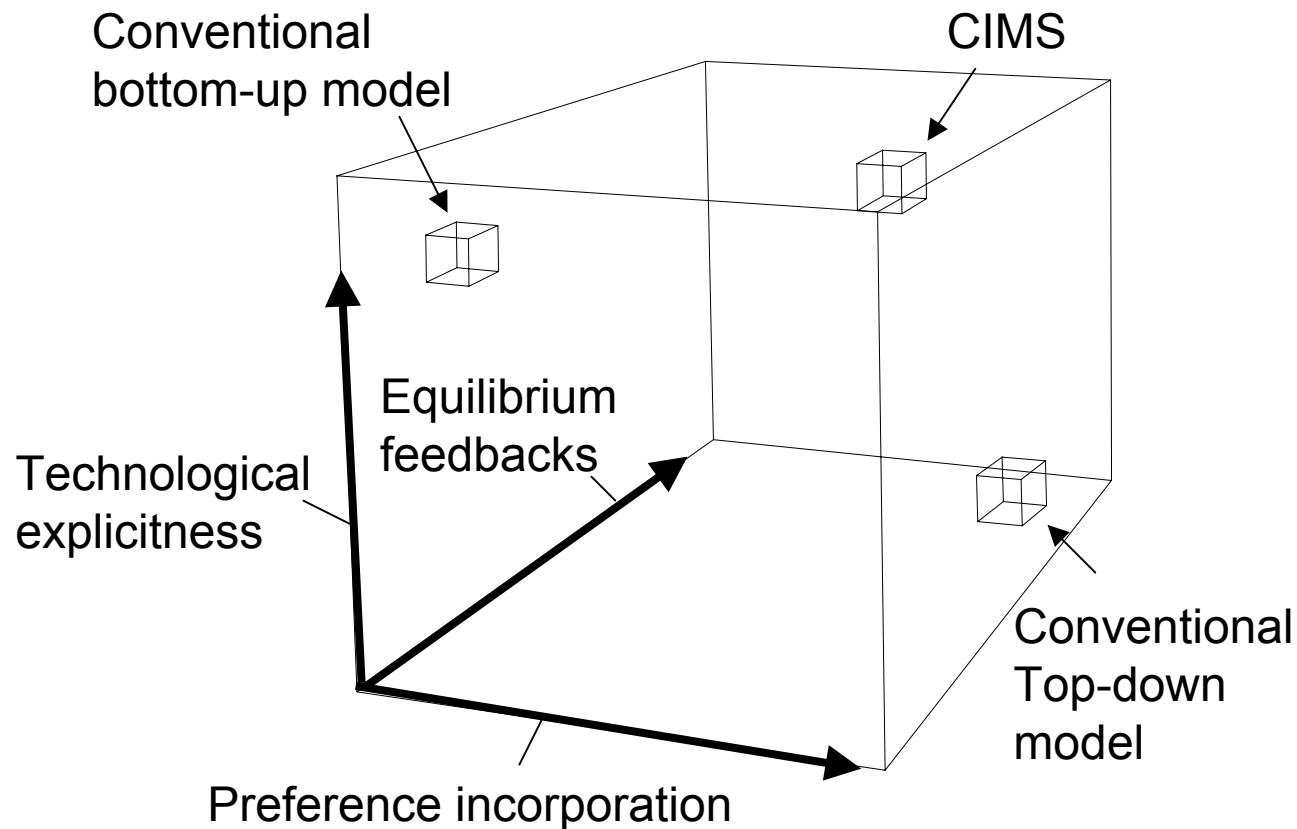 Conventional
bottom-up model
CIMS
Equilibrium
feedbacks
Technological
explicitness
Conventional
Top-down
model
Preference incorporation